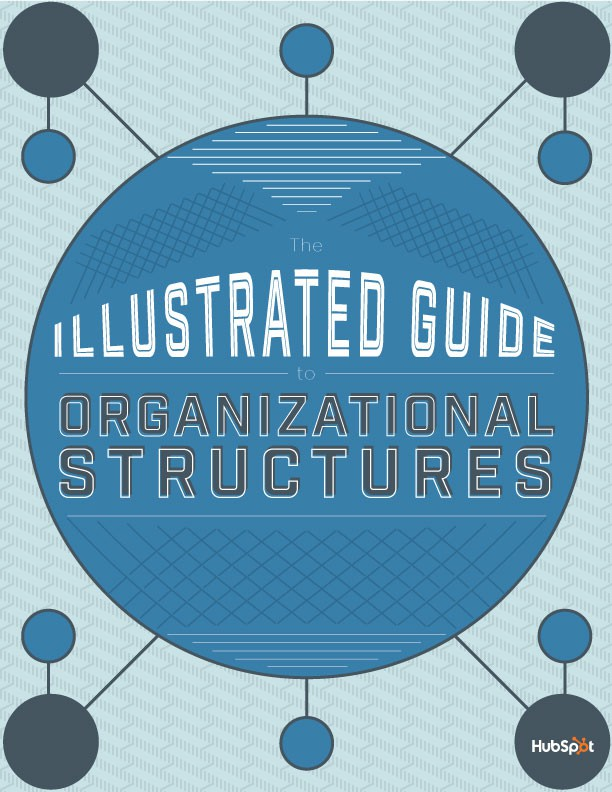 The
ILLUSTRATED GUIDE
to
ORGANIZATIONAL
STRUCTURES
HubSpot